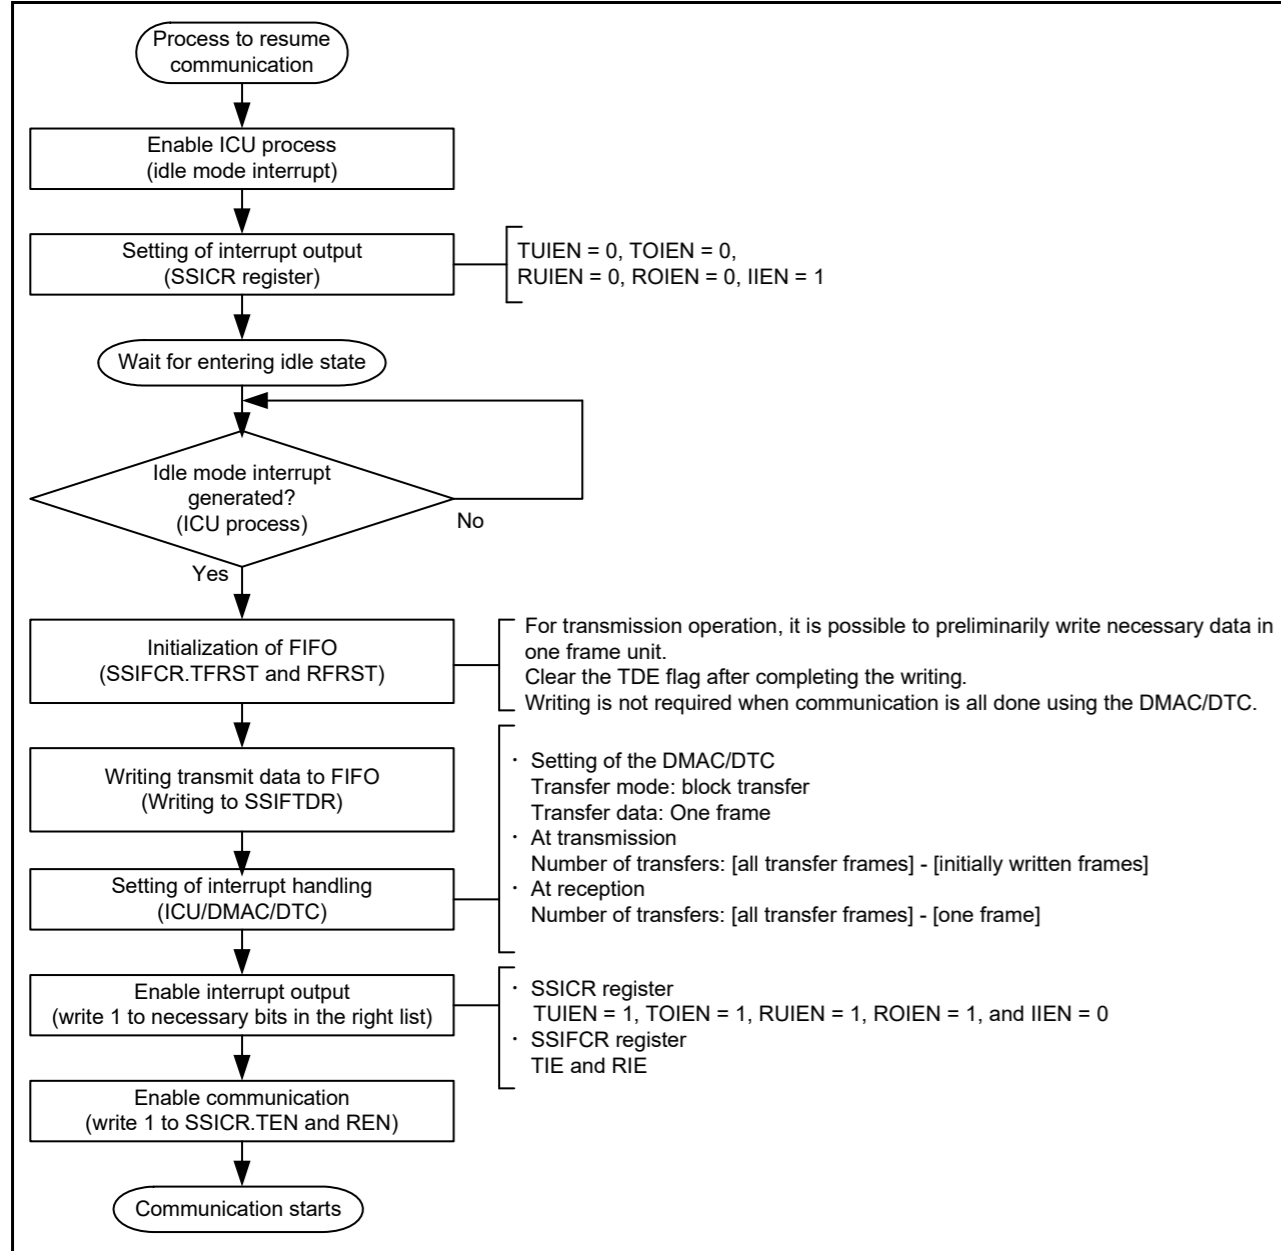 Process to resume
communication
Enable ICU process
(idle mode interrupt)
Setting of interrupt output
(SSICR register)
TUIEN = 0, TOIEN = 0,
RUIEN = 0, ROIEN = 0, IIEN = 1
Wait for entering idle state
Idle mode interrupt
generated?
(ICU process)
No
Yes
Initialization of FIFO
(SSIFCR.TFRST and RFRST)
For transmission operation, it is possible to preliminarily write necessary data in
one frame unit.
Clear the TDE flag after completing the writing.
Writing is not required when communication is all done using the DMAC/DTC.
Writing transmit data to FIFO
(Writing to SSIFTDR)
· Setting of the DMAC/DTC
Transfer mode: block transfer
Transfer data: One frame
· At transmission
Number of transfers: [all transfer frames] - [initially written frames]
· At reception
Number of transfers: [all transfer frames] - [one frame]
Setting of interrupt handling
(ICU/DMAC/DTC)
Enable interrupt output
(write 1 to necessary bits in the right list)
· SSICR register
TUIEN = 1, TOIEN = 1, RUIEN = 1, ROIEN = 1, and IIEN = 0
· SSIFCR register
TIE and RIE
Enable communication
(write 1 to SSICR.TEN and REN)
Communication starts